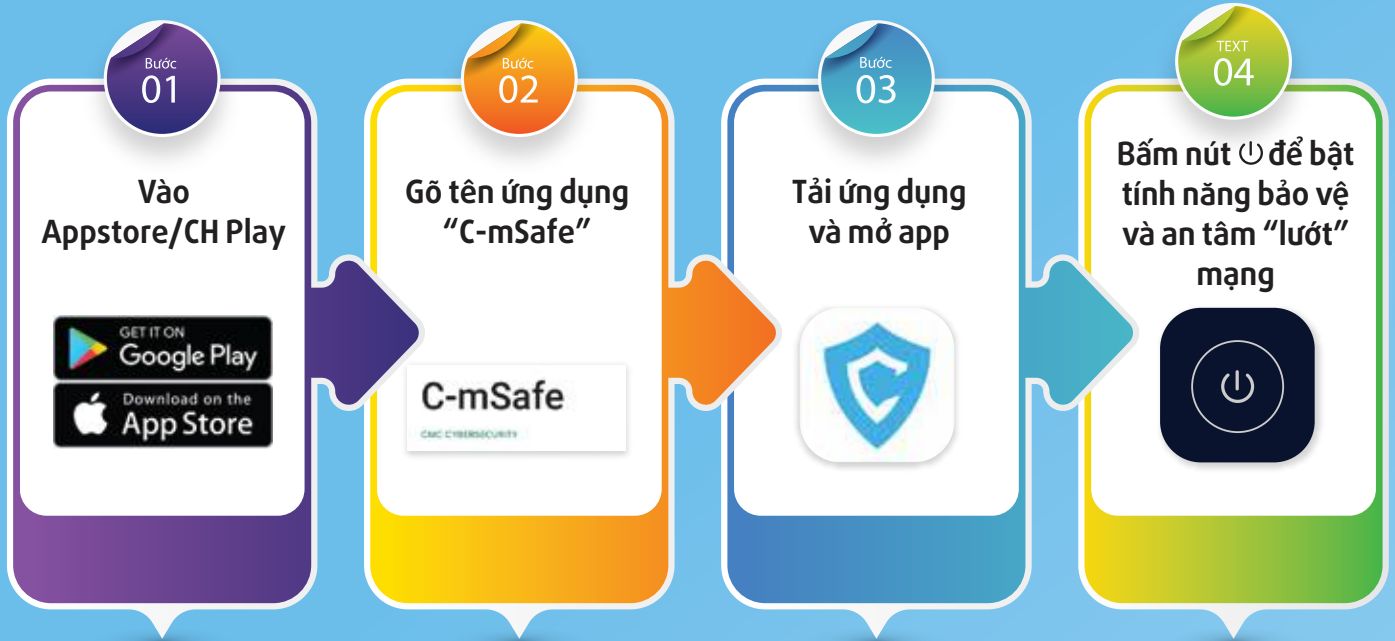 Bước
01
Vào
Appstore/CH Play
GET IT ON
Google Play
Download on the
App Store
Bước
02
Gõ tên ứng dụng
“C-mSafe”
C-mSafe
CMC CYBERSECURITY
Bước
03
Tải ứng dụng
và mở app
TEXT
04
Bấm nút ⏻ để bật
tính năng bảo vệ
và an tâm “lướt”
mạng